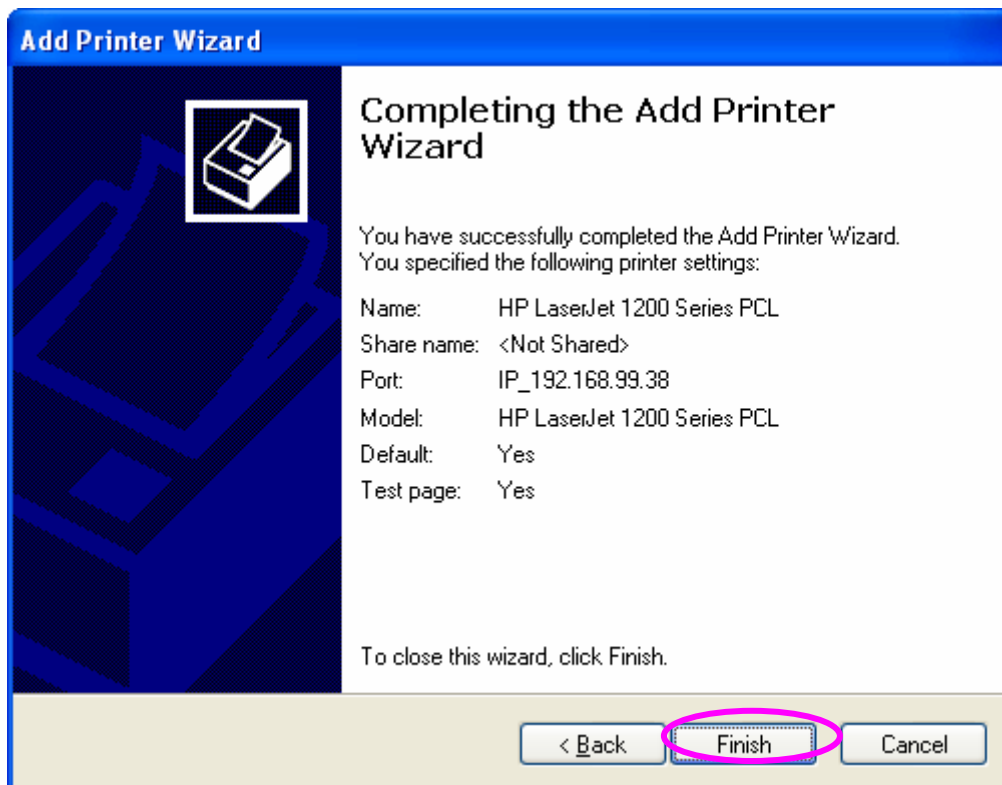 Add Printer Wizard
Completing the Add Printer
Wizard
You have successfully completed the Add Printer Wizard.
You specified the following printer settings:
Name: HP LaserJet 1200 Series PCL
Share name: <Not Shared>
Port: IP_192.168.99.38
Model: HP LaserJet 1200 Series PCL
Default: Yes
Test page: Yes
To close this wizard, click Finish.
< Back Finish Cancel